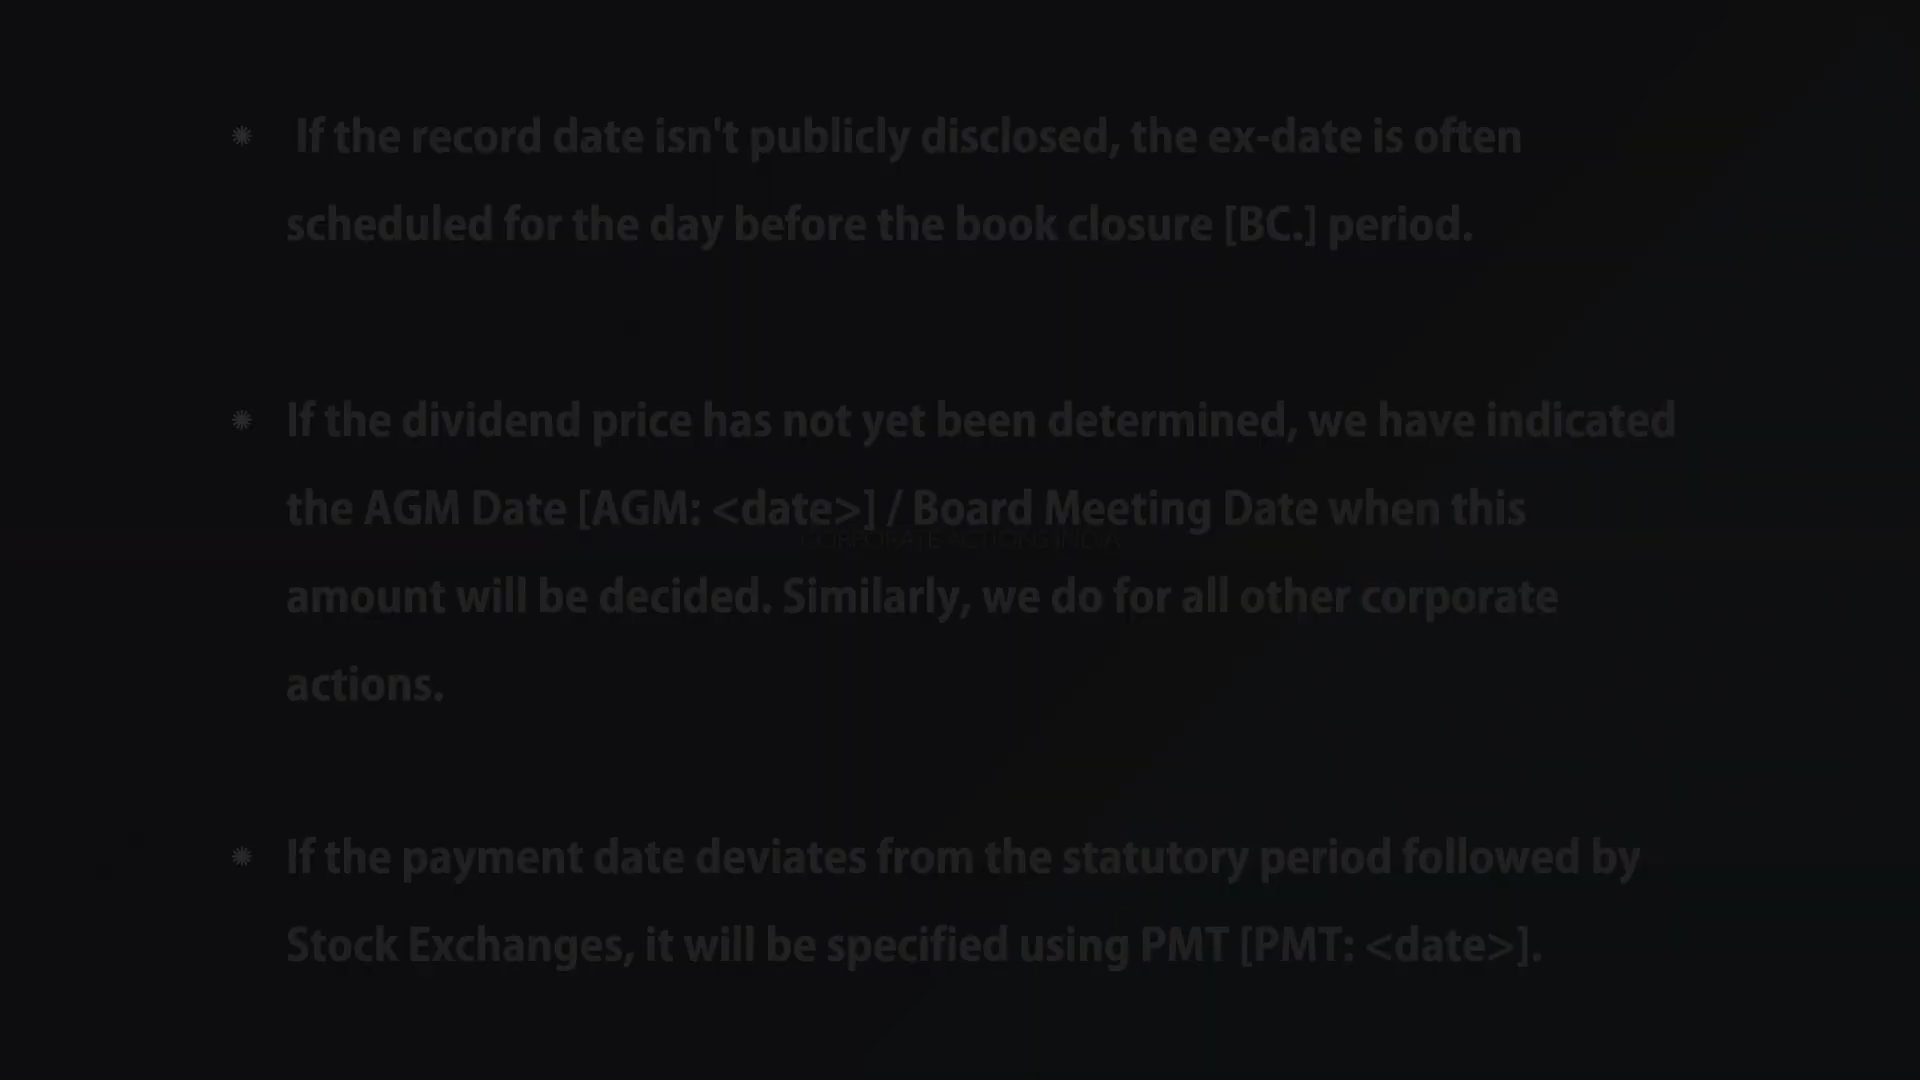 If the record date isn't publicly disclosed, the ex-date is often
scheduled for the day before the book closure [BC.] period.
If the dividend price has not yet been determined, we have indicated
the AGM Date [AGM: <date>] / Board Meeting Date when this
CORPORATE ACTIONS INDIA
amount will be decided. Similarly, we do for all other corporate
actions.
If the payment date deviates from the statutory period followed by
Stock Exchanges, it will be specified using PMT [PMT: <date>].